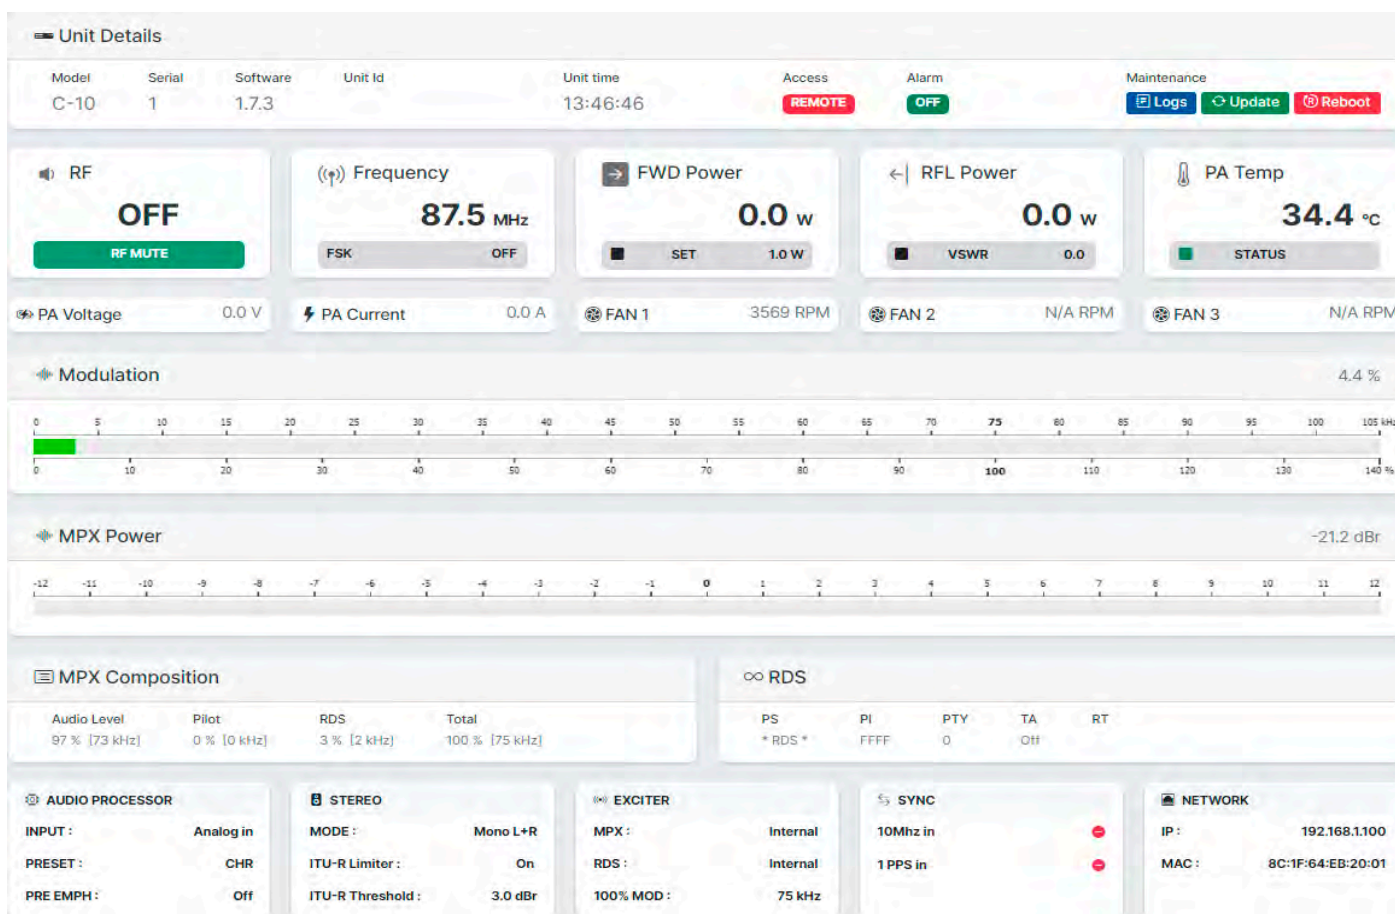 Unit Details
Model Serial Software Unit Id Unit time Access Alarm Maintenance
C-10 1 1.7.3 13:46:46 REMOTE OFF Logs Update Reboot
RF Frequency FWD Power RFL Power PA Temp
OFF 87.5 MHz 0.0 W 0.0 W 34.4 °C
RF MUTE FSK OFF SET 1.0 W VSWR 0.0 STATUS
PA Voltage 0.0 V PA Current 0.0 A FAN 1 3569 RPM FAN 2 N/A RPM FAN 3 N/A RPM
Modulation 4.4 %
0 5 10 15 20 25 30 35 40 45 50 55 60 65 70 75 80 85 90 95 100 105 kHz
0 10 20 30 40 50 60 70 80 90 100 110 120 130 140 %
MPX Power -21.2 dBr
-12 -11 -10 -9 -8 -7 -6 -5 -4 -3 -2 -1 0 1 2 3 4 5 6 7 8 9 10 11 12
MPX Composition RDS
Audio Level Pilot RDS Total PS PI PTY TA RT
97 % [73 kHz] 0 % [0 kHz] 3 % [2 kHz] 100 % [75 kHz] * RDS * FFFF 0 Off
AUDIO PROCESSOR STEREO EXCITER SYNC NETWORK
INPUT : Analog in MODE : Mono L+R MPX : Internal 10Mhz in IP : 192.168.1.100
PRESET : CHR ITU-R Limiter : On RDS : Internal 1 PPS in MAC : 8C:1F:64:EB:20:01
PRE EMPH : Off ITU-R Threshold : 3.0 dBr 100% MOD : 75 kHz